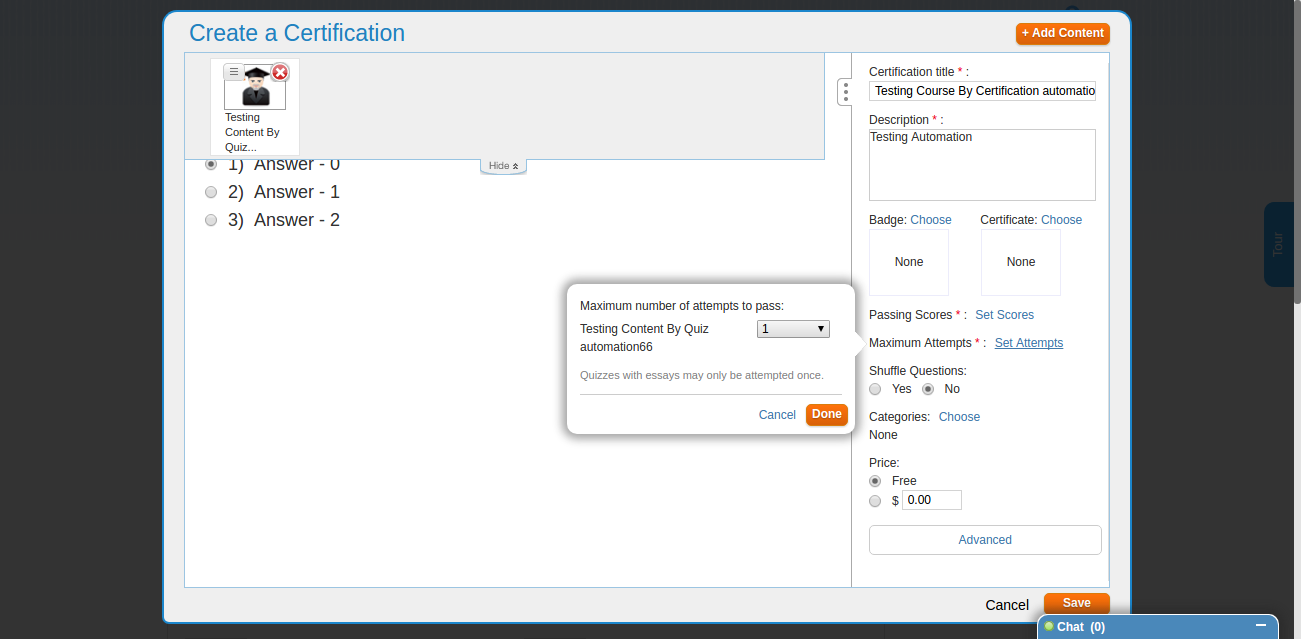 Create a Certification
+ Add Content
Testing
Content By
Quiz...
Hide
1) Answer - 0
2) Answer - 1
3) Answer - 2
Certification title * :
Testing Course By Certification automatio
Description * :
Testing Automation
Badge: Choose
Certificate: Choose
None
None
Passing Scores * : Set Scores
Maximum Attempts * : Set Attempts
Shuffle Questions:
Yes No
Categories: Choose
None
Price:
Free
$ 0.00
Advanced
Maximum number of attempts to pass:
Testing Content By Quiz
automation66
1
Quizzes with essays may only be attempted once.
Cancel Done
Cancel Save
Tour
Chat (0)